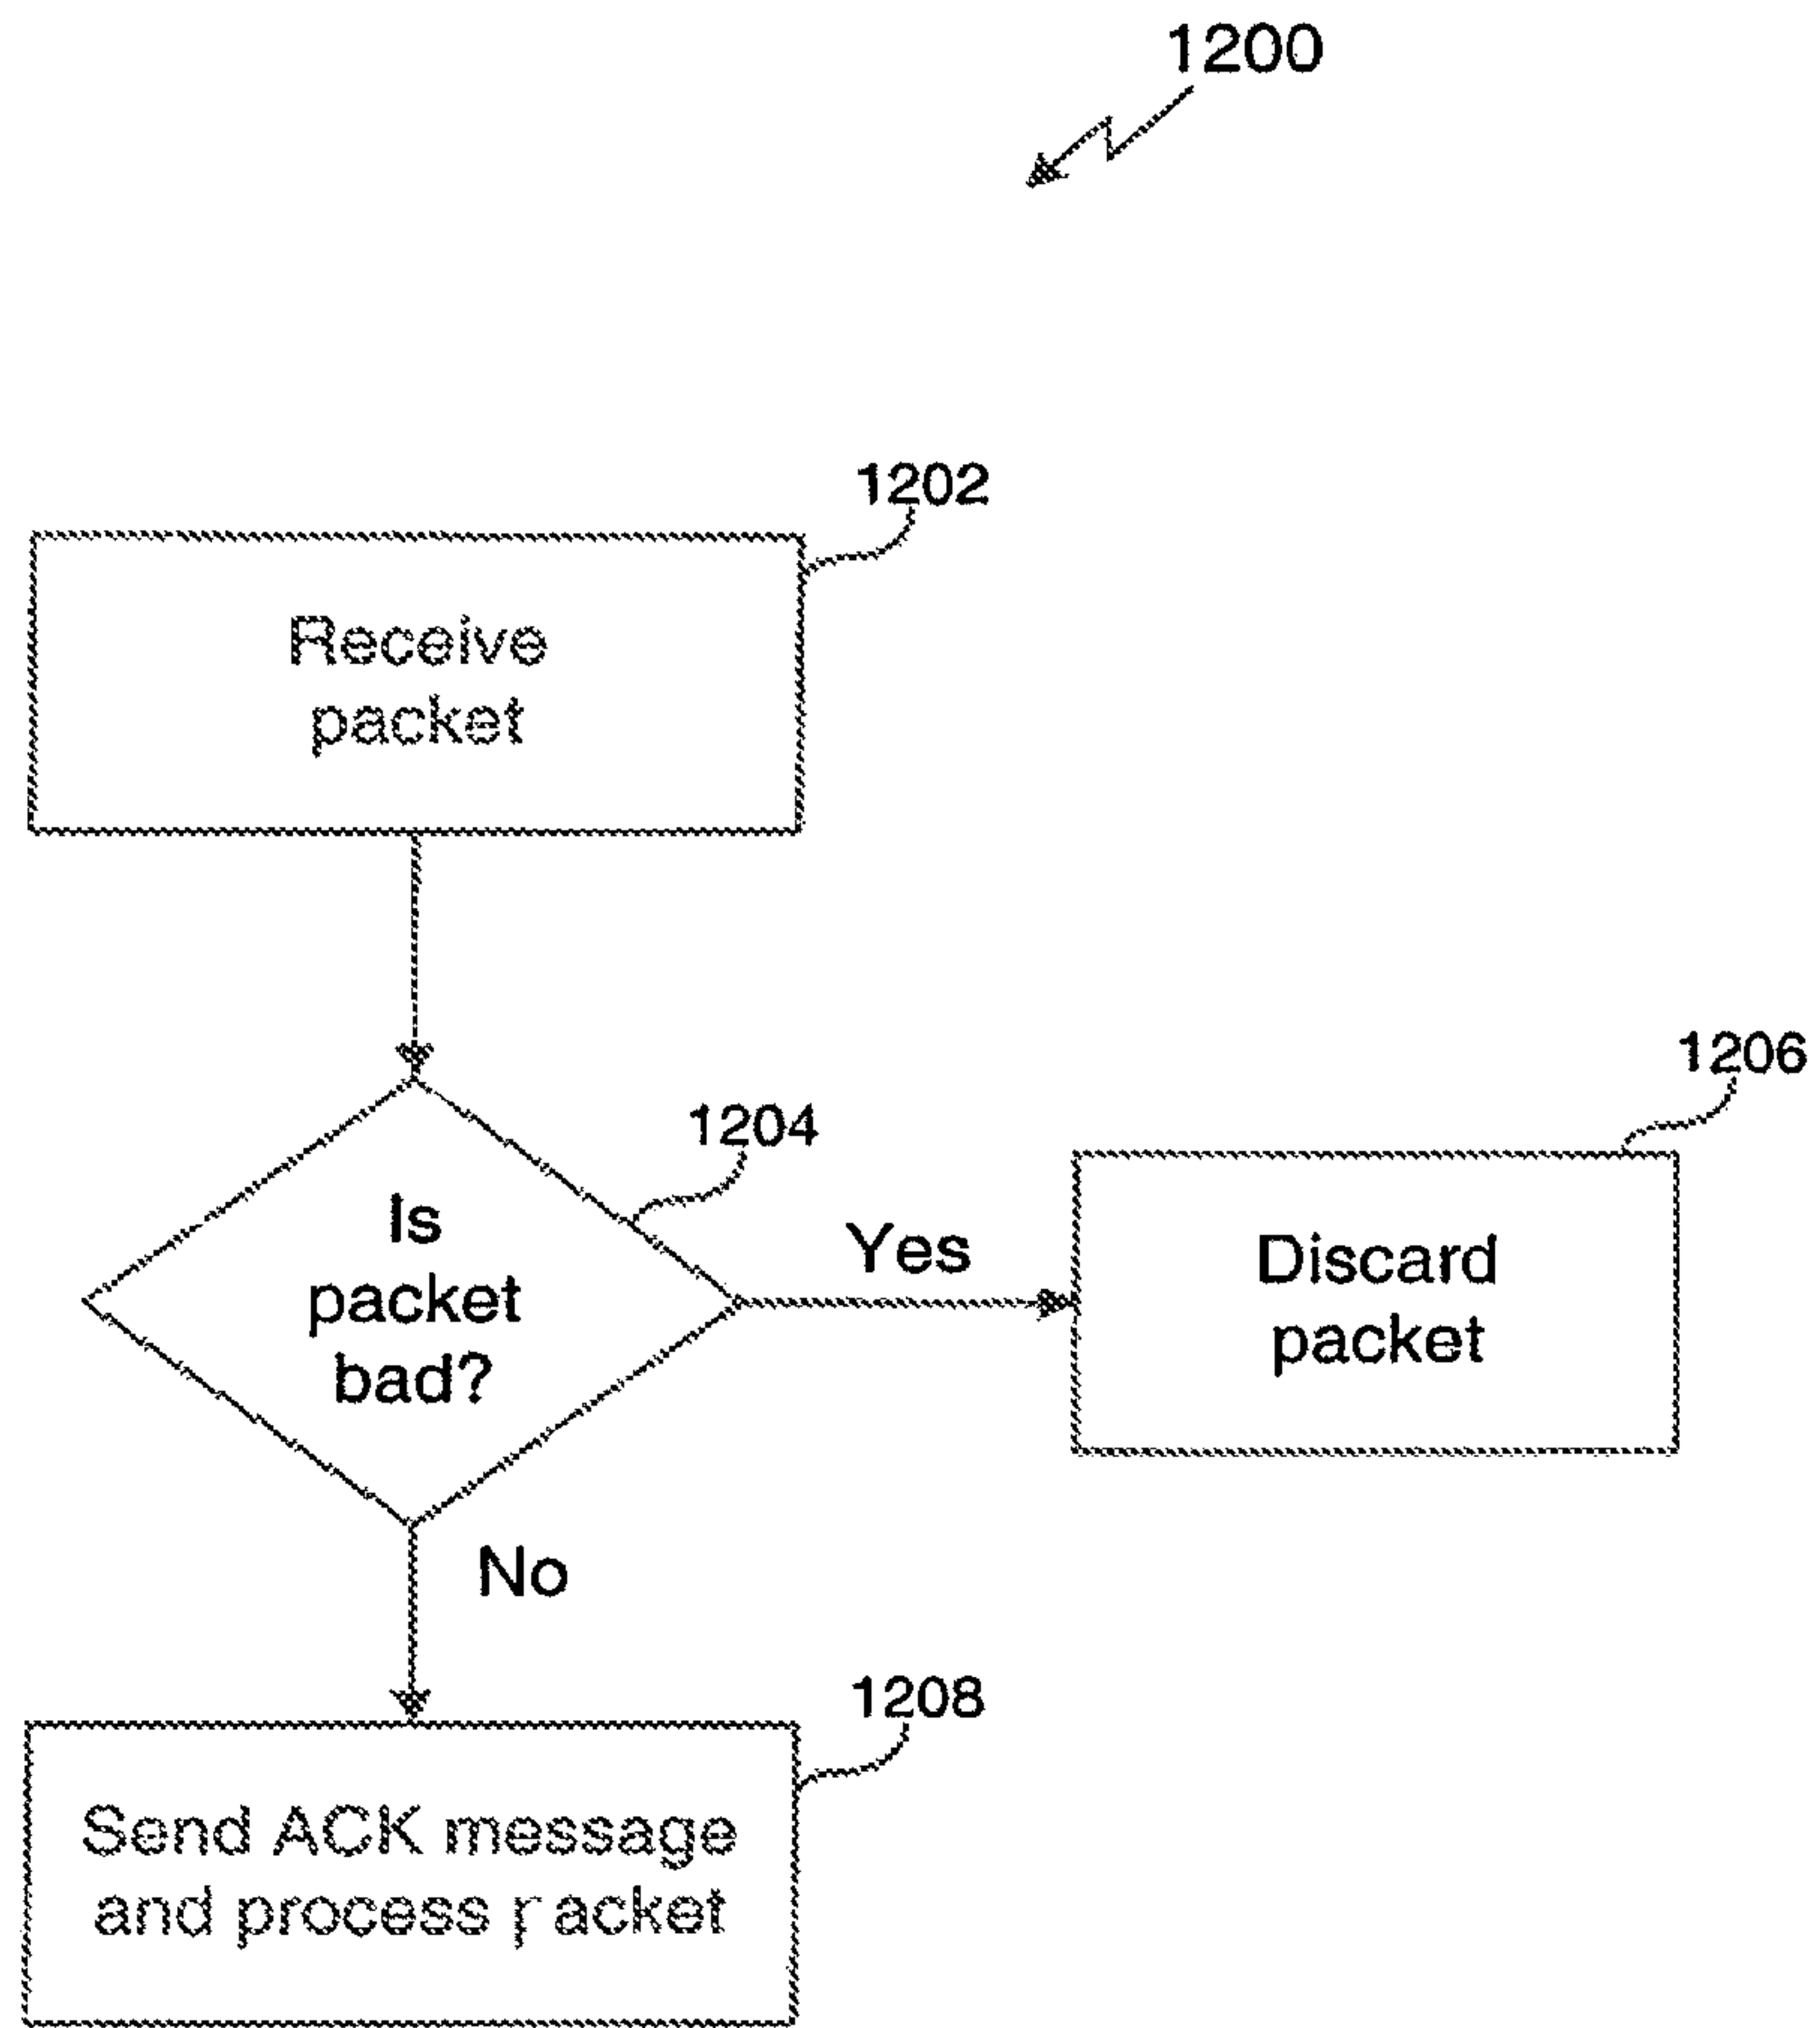 1200
1202
Receive
packet
1204
Is
packet
bad?
Yes
1206
Discard
packet
No
1208
Send ACK message
and process packet